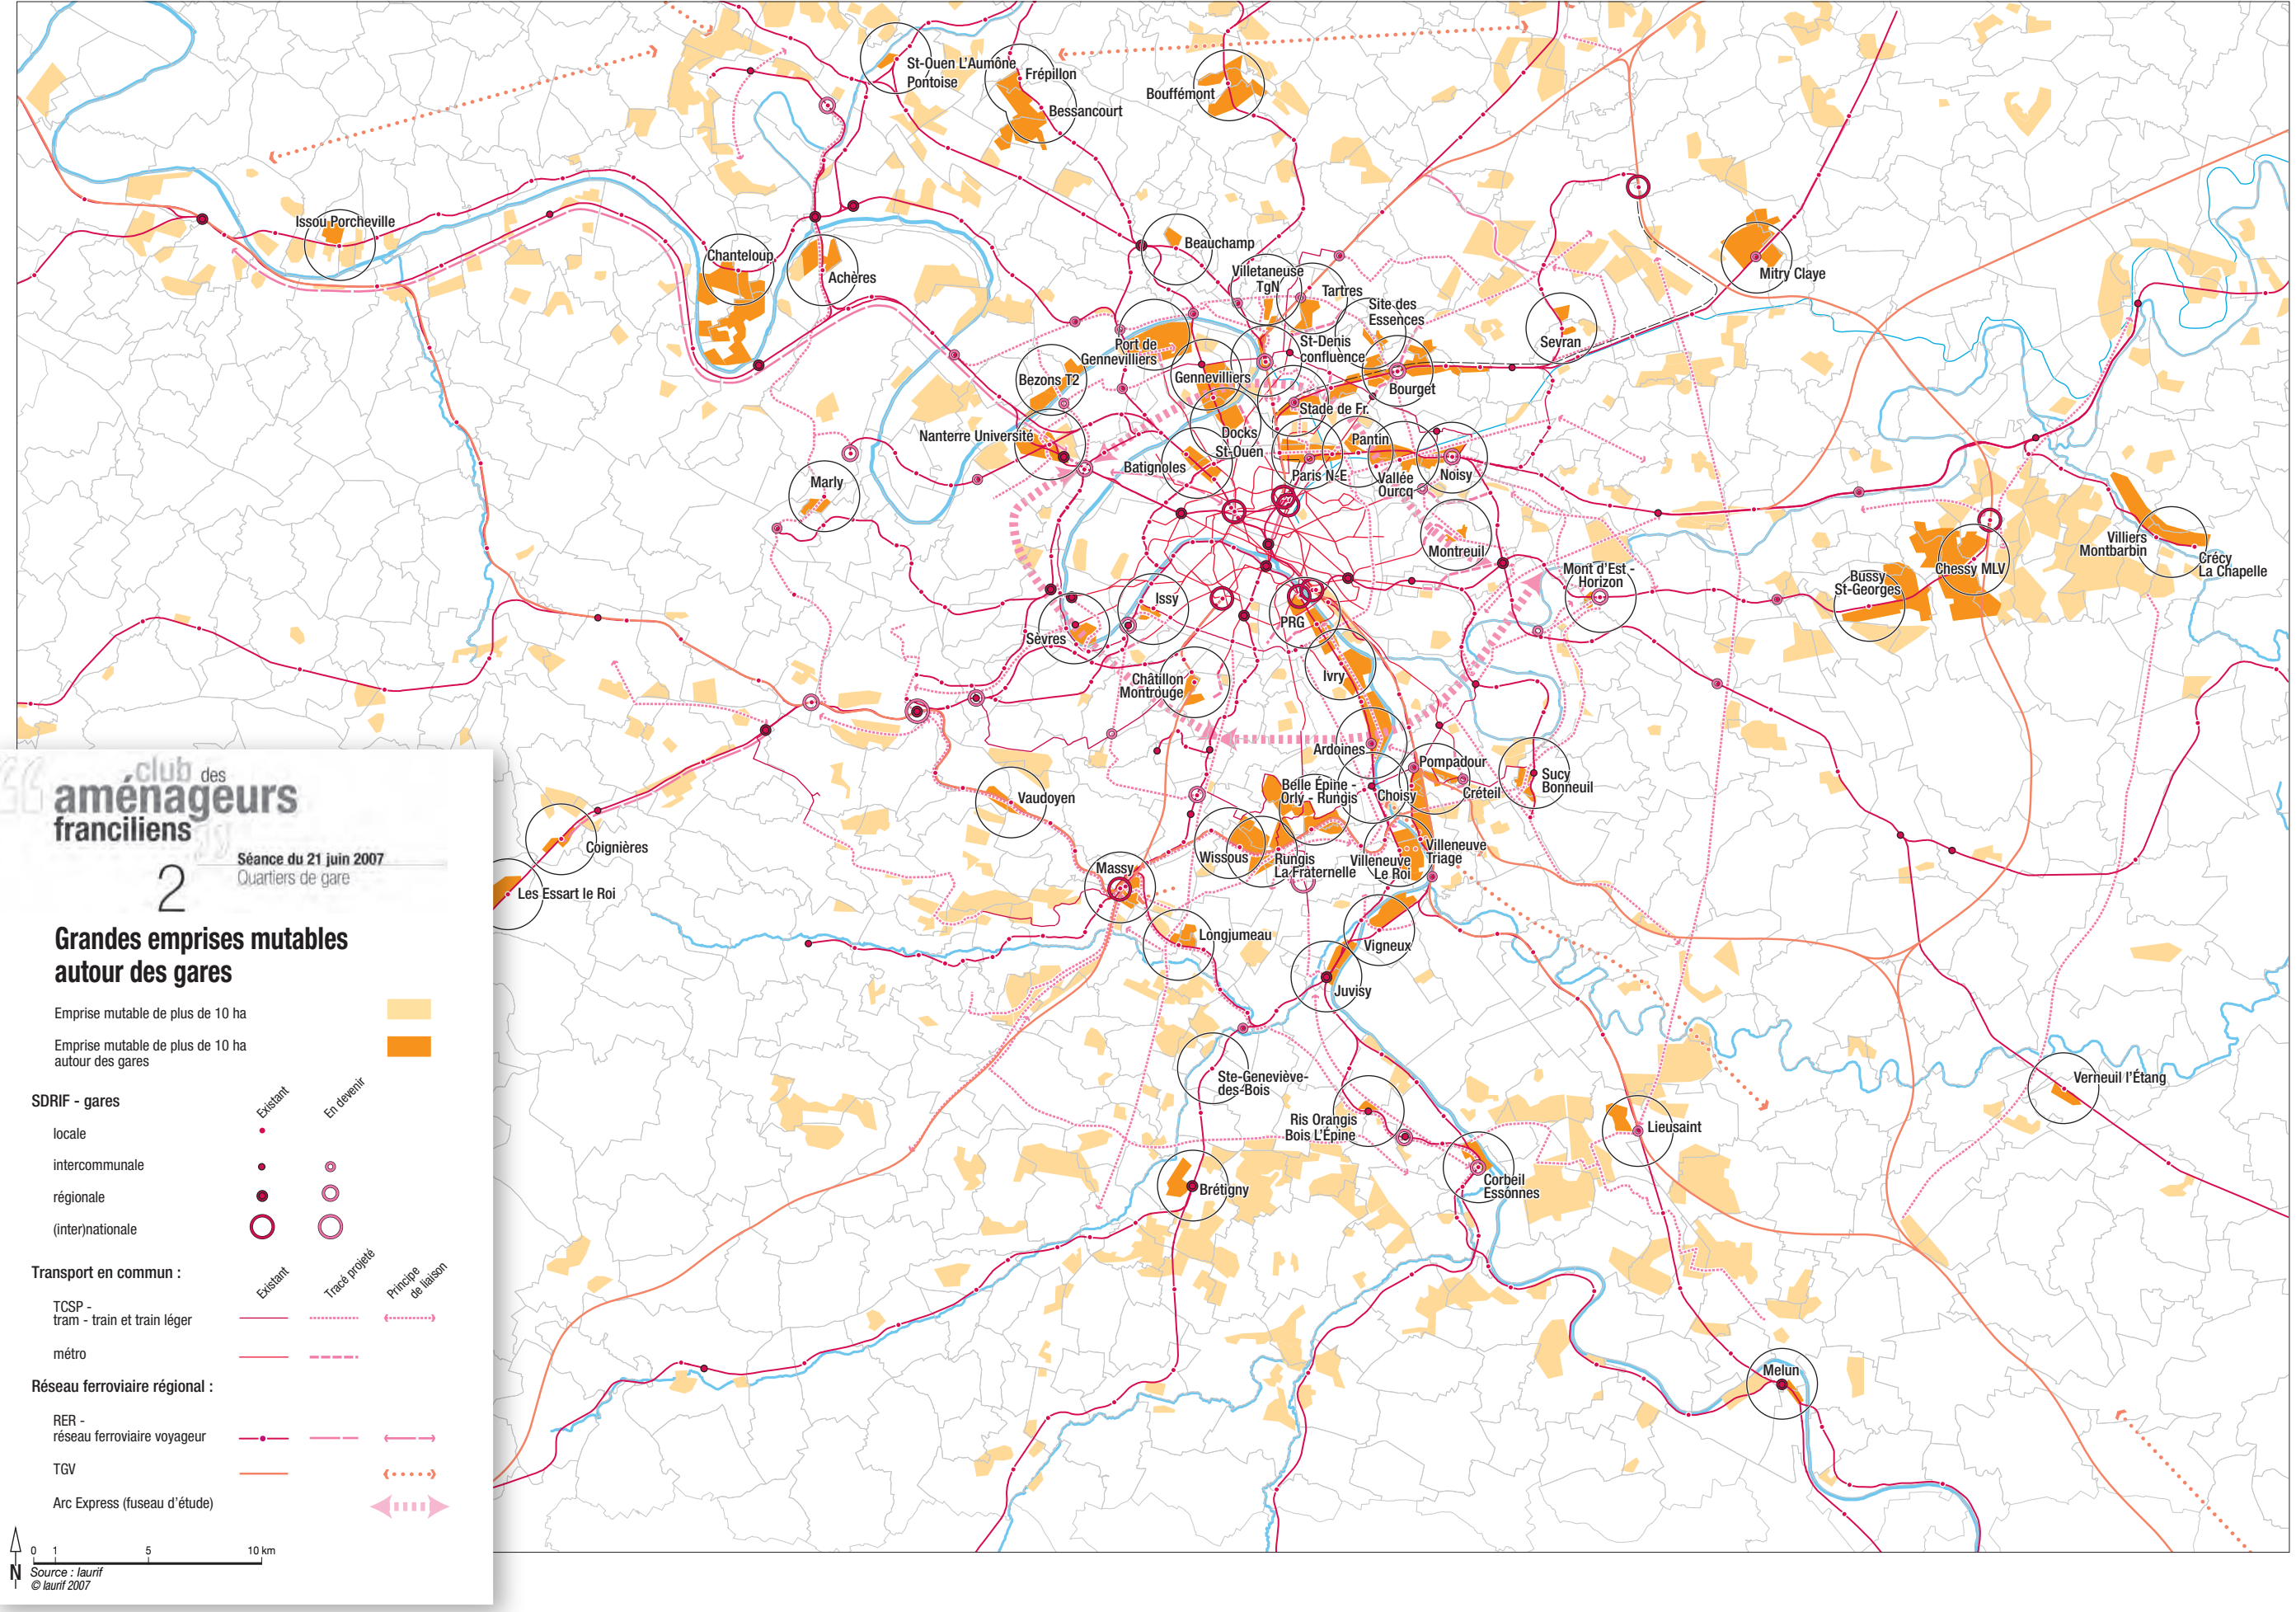 St-Ouen L'Aumône
Pontoise
Frépillon
Bessancourt
Bouffémont
Issou Porcheville
Chanteloup
Achères
Beauchamp
Villetaneuse
TgN
Tartres
Site des
Essences
Mitry Claye
Sevran
Port de
Gennevilliers
St-Denis
confluence
Gennevilliers
Bezons T2
Bourget
Stade de Fr.
Nanterre Université
Docks
St-Ouen
Pantin
Batignoles
Paris N-E
Vallée
Ourcq
Noisy
Marly
Montreuil
Villiers
Montbarbin
Crécy
La Chapelle
Mont d'Est -
Horizon
Bussy
St-Georges
Chessy MLV
Issy
Sèvres
PRG
Ivry
Châtillon
Montrouge
Ardoines
Pompadour
Créteil
Sucy
Bonneuil
Belle Épine -
Orly - Rungis
Choisy
Vaudoyen
Coignières
Les Essart le Roi
Wissous
Rungis
La Fraternelle
Villeneuve
Le Roi
Villeneuve
Triage
Massy
Longjumeau
Vigneux
Juvisy
Ste-Geneviève-
des-Bois
Ris Orangis
Bois L'Épine
Verneuil l'Étang
Lieusaint
Brétigny
Corbeil
Essonnes
Melun
club des
aménageurs
franciliens
Séance du 21 juin 2007
Quartiers de gare
2
Grandes emprises mutables
autour des gares
Emprise mutable de plus de 10 ha
Emprise mutable de plus de 10 ha
autour des gares
SDRIF - gares
Existant
En devenir
locale
intercommunale
régionale
(inter)nationale
Transport en commun :
Existant
Tracé projeté
Principe
de liaison
TCSP -
tram - train et train léger
métro
Réseau ferroviaire régional :
RER -
réseau ferroviaire voyageur
TGV
Arc Express (fuseau d'étude)
0 1 5 10 km
N
Source : Iaurif
© Iaurif 2007